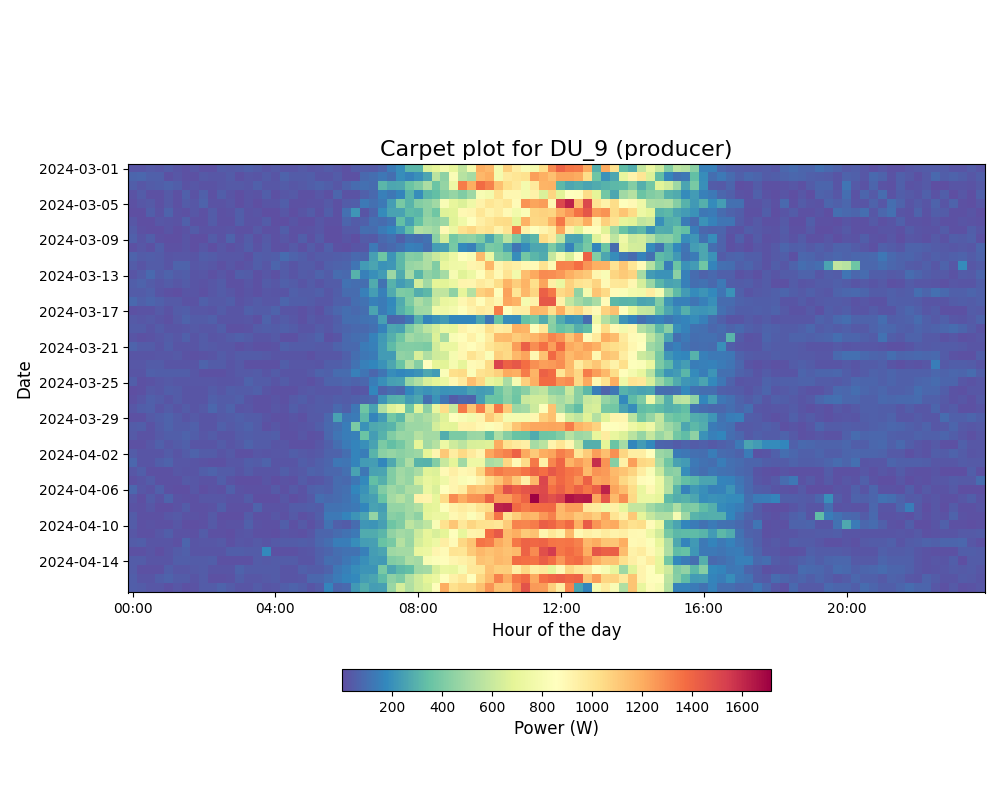 Carpet plot for DU_9 (producer)
2024-03-01
2024-03-05
2024-03-09
2024-03-13
2024-03-17
2024-03-21
2024-03-25
2024-03-29
2024-04-02
2024-04-06
2024-04-10
2024-04-14
Date
00:00 04:00 08:00 12:00 16:00 20:00
Hour of the day
200 400 600 800 1000 1200 1400 1600
Power (W)